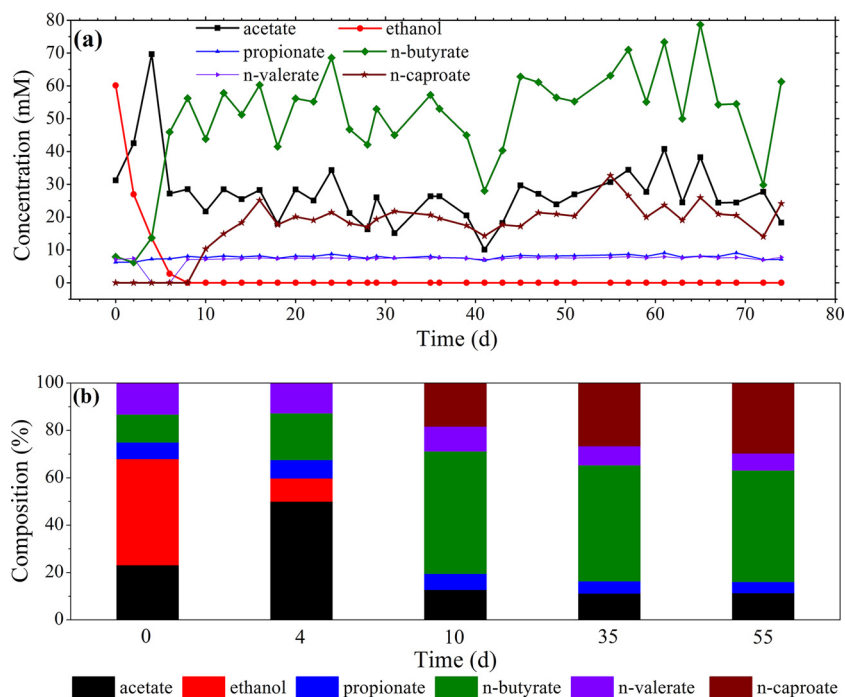 (a)
acetate ethanol
propionate n-butyrate
n-valerate n-caproate
Concentration (mM)
80
70
60
50
40
30
20
10
0
0 10 20 30 40 50 60 70 80
Time (d)
(b)
Composition (%)
100
80
60
40
20
0
0 4 10 35 55
Time (d)
acetate ethanol propionate n-butyrate n-valerate n-caproate